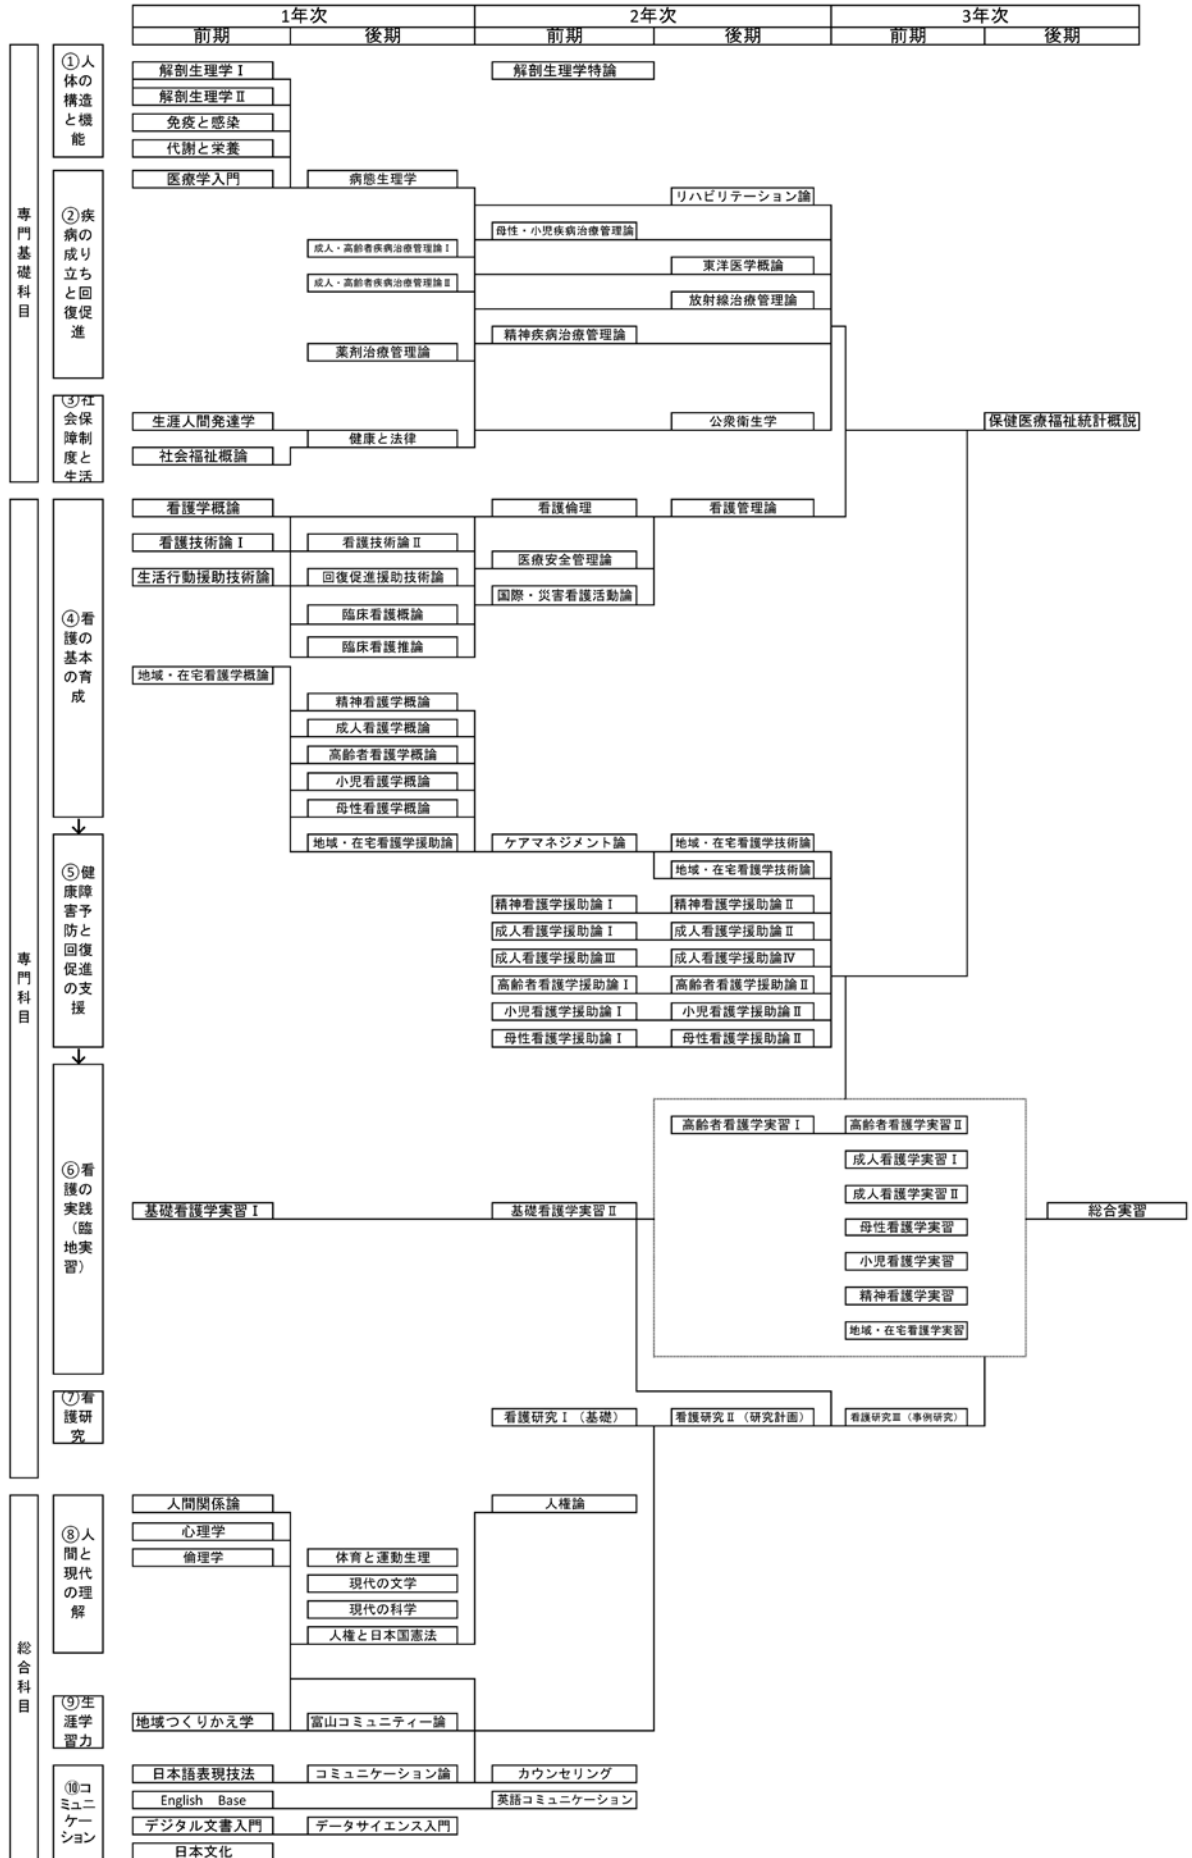 1年次 2年次 3年次
前期 後期 前期 後期 前期 後期
専門基礎科目
①人体の構造と機能
解剖生理学Ⅰ 解剖生理学特論
解剖生理学Ⅱ
免疫と感染
代謝と栄養
②疾病の成り立ちと回復促進
医療学入門 病態生理学
リハビリテーション論
母性・小児疾病治療管理論
成人・高齢者疾病治療管理論Ⅰ
東洋医学概論
成人・高齢者疾病治療管理論Ⅱ
放射線治療管理論
精神疾病治療管理論
薬剤治療管理論
③社会保障制度と生活
生涯人間発達学 公衆衛生学 保健医療福祉統計概説
健康と法律
社会福祉概論
専門科目
④看護の基本の育成
看護学概論 看護倫理 看護管理論
看護技術論Ⅰ 看護技術論Ⅱ
医療安全管理論
生活行動援助技術論 回復促進援助技術論
国際・災害看護活動論
臨床看護概論
臨床看護推論
地域・在宅看護学概論
精神看護学概論
成人看護学概論
高齢者看護学概論
小児看護学概論
母性看護学概論
⑤健康障害予防と回復促進の支援
地域・在宅看護学援助論 ケアマネジメント論 地域・在宅看護学技術論
地域・在宅看護学技術論
精神看護学援助論Ⅰ 精神看護学援助論Ⅱ
成人看護学援助論Ⅰ 成人看護学援助論Ⅱ
成人看護学援助論Ⅲ 成人看護学援助論Ⅳ
高齢者看護学援助論Ⅰ 高齢者看護学援助論Ⅱ
小児看護学援助論Ⅰ 小児看護学援助論Ⅱ
母性看護学援助論Ⅰ 母性看護学援助論Ⅱ
⑥看護の実践（臨地実習）
高齢者看護学実習Ⅰ 高齢者看護学実習Ⅱ
成人看護学実習Ⅰ
成人看護学実習Ⅱ
基礎看護学実習Ⅰ 基礎看護学実習Ⅱ 総合実習
母性看護学実習
小児看護学実習
精神看護学実習
地域・在宅看護学実習
⑦看護研究
看護研究Ⅰ（基礎） 看護研究Ⅱ（研究計画） 看護研究Ⅲ（事例研究）
総合科目
⑧人間と現代の理解
人間関係論 人権論
心理学
倫理学 体育と運動生理
現代の文学
現代の科学
人権と日本国憲法
⑨生涯学習力
地域つくりかえ学 富山コミュニティー論
⑩コミュニケーション
日本語表現技法 コミュニケーション論 カウンセリング
English Base 英語コミュニケーション
デジタル文書入門 データサイエンス入門
日本文化